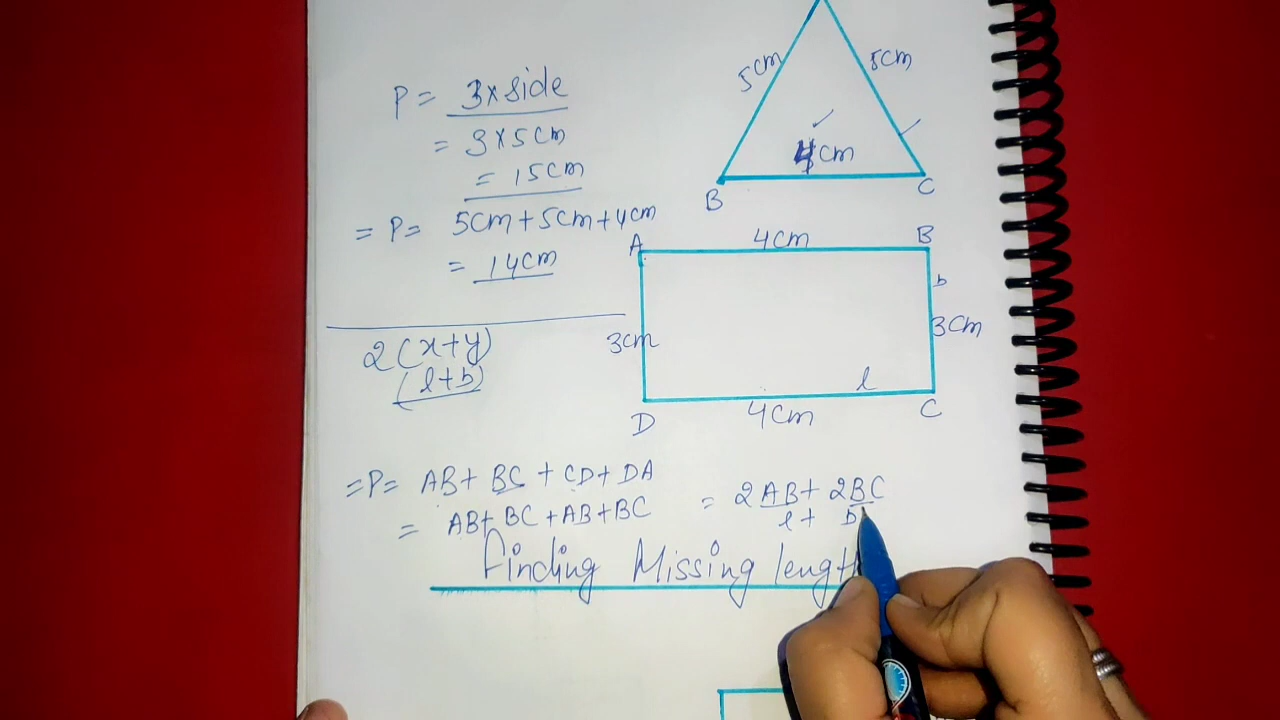 P = 3×side
= 3×5cm
= 15cm
= P = 5cm+5cm+4cm
= 14cm
2(x+y)
(l+b)
5cm
5cm
4cm
B
C
A
4cm
B
b
3cm
3cm
l
D
4cm
C
=P= AB+ BC + CD+ DA
= AB+ BC +AB+BC
= 2AB+ 2BC
l+ b
Finding Missing length